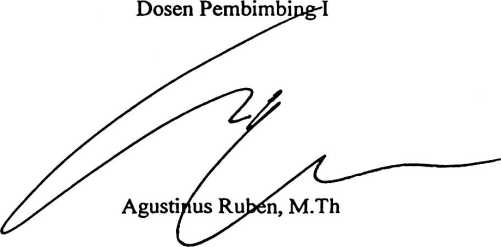 Dosen Pembimbing I
Agustinus Ruben, M.Th